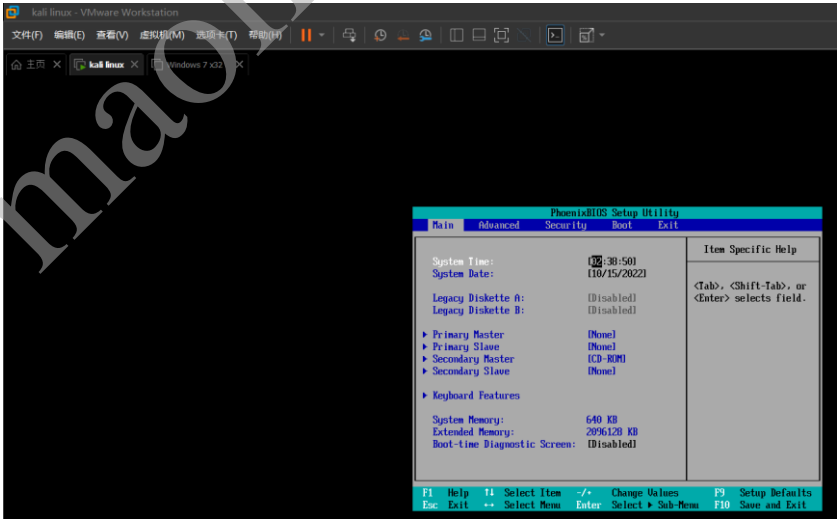 kali linux - VMware Workstation
文件(F) 编辑(E) 查看(V) 虚拟机(M) 选项卡(T) 帮助(H)
主页 kali linux Windows 7 x32
maom
PhoenixBIOS Setup Utility
Main Advanced Security Boot Exit
Item Specific Help
System Time: [02:38:50]
System Date: [10/15/2022]
<Tab>, <Shift-Tab>, or
<Enter> selects field.
Legacy Diskette A: [Disabled]
Legacy Diskette B: [Disabled]
Primary Master [None]
Primary Slave [None]
Secondary Master [CD-ROM]
Secondary Slave [None]
Keyboard Features
System Memory: 640 KB
Extended Memory: 2096128 KB
Boot-time Diagnostic Screen: [Disabled]
F1 Help ↑↓ Select Item -/+ Change Values F9 Setup Defaults
Esc Exit ↔ Select Menu Enter Select ▶ Sub-Menu F10 Save and Exit